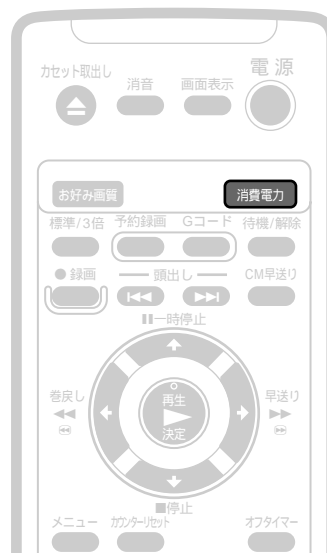 カセット取出し 消音 画面表示 電源
お好み画質 消費電力
標準/3倍 予約録画 Gコード 待機/解除
●録画 頭出し CM早送り
一時停止
巻戻し 再生 早送り
決定
■停止
メニュー カウンターリセット オフタイマー